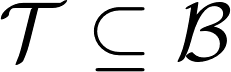 𝒯 ⊆ ℬ